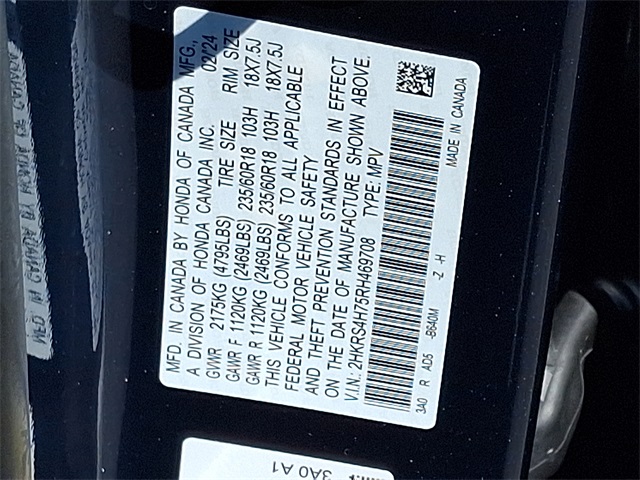 MFD. IN CANADA BY HONDA OF CANADA MFG.,
A DIVISION OF HONDA CANADA INC. 02/24
GVWR 2175KG (4795LBS) TIRE SIZE RIM SIZE
GAWR F 1120KG (2469LBS) 235/60R18 103H 18X7.5J
GAWR R 1120KG (2469LBS) 235/60R18 103H 18X7.5J
THIS VEHICLE CONFORMS TO ALL APPLICABLE
FEDERAL MOTOR VEHICLE SAFETY
AND THEFT PREVENTION STANDARDS IN EFFECT
ON THE DATE OF MANUFACTURE SHOWN ABOVE.
V.I.N.: 2HKRS4H75RH469708 TYPE: MPV
3A0 R AD5 -B640M -Z -H
MADE IN CANADA
3A0 A1